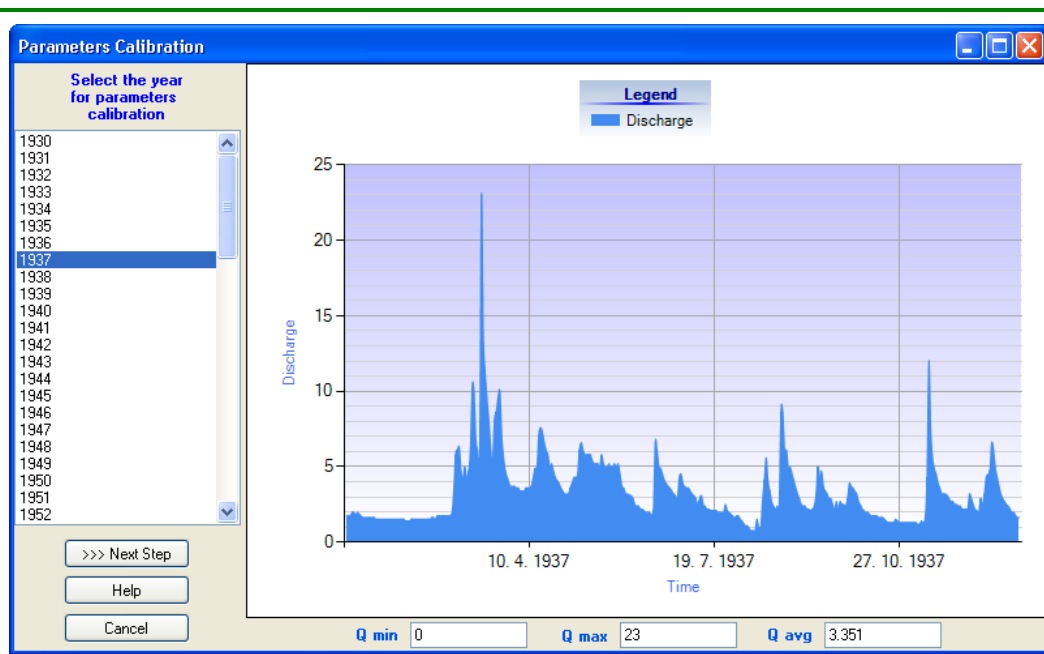 Parameters Calibration
Select the year
for parameters
calibration
1930
1931
1932
1933
1934
1935
1936
1937
1938
1939
1940
1941
1942
1943
1944
1945
1946
1947
1948
1949
1950
1951
1952
>>> Next Step
Help
Cancel
Legend
Discharge
25
20
15
10
5
0
Discharge
10. 4. 1937
19. 7. 1937
27. 10. 1937
Time
Q min 0 Q max 23 Q avg 3.351